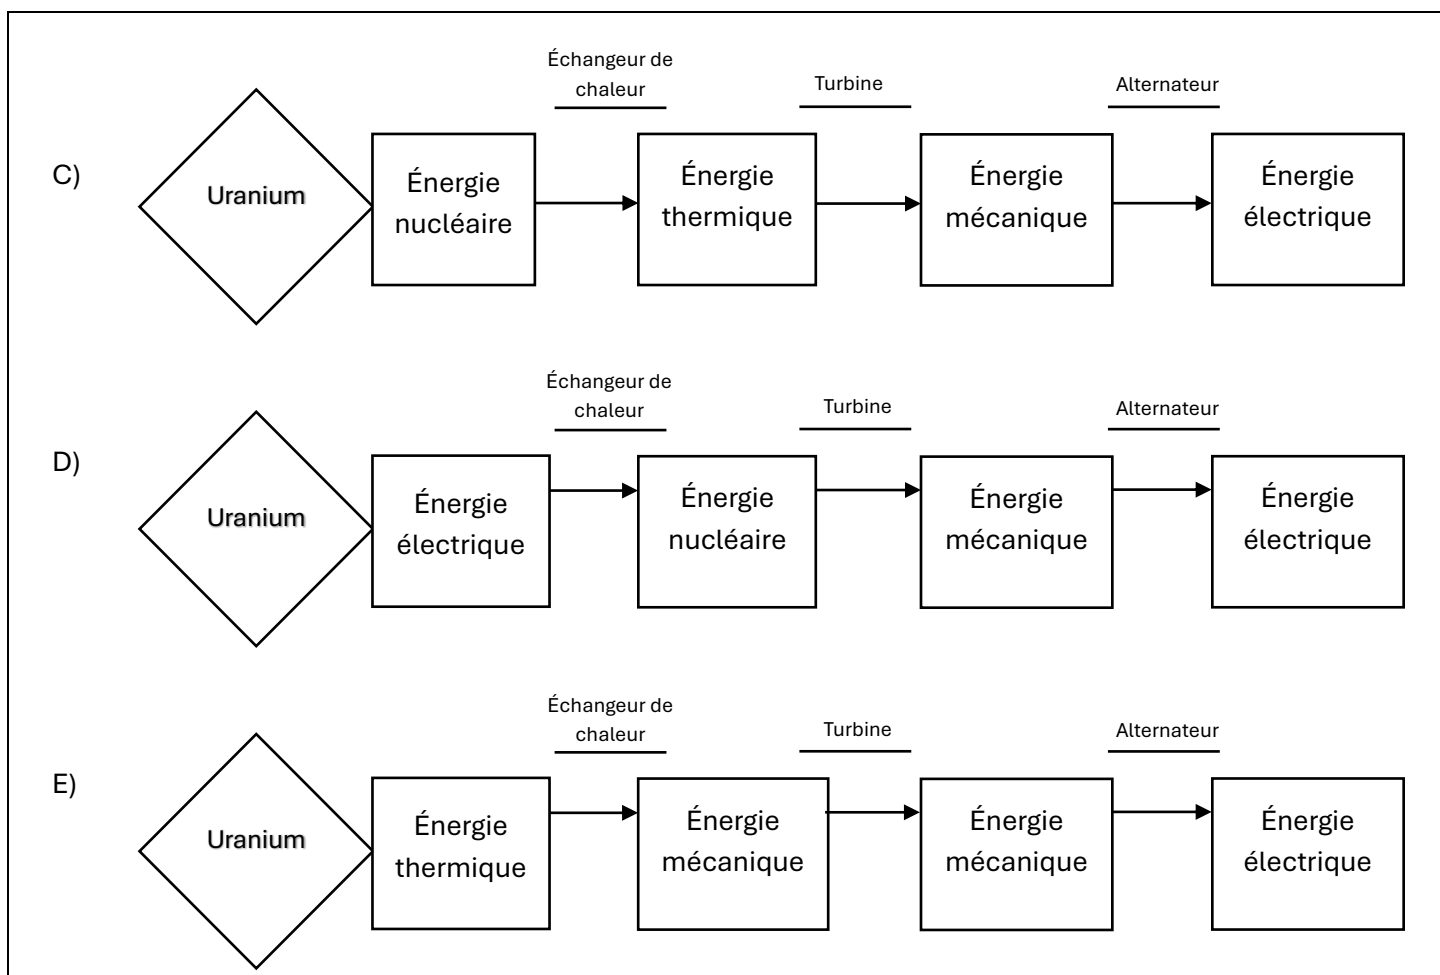 Échangeur de
chaleur
Turbine
Alternateur
C)
Uranium
Énergie
nucléaire
Énergie
thermique
Énergie
mécanique
Énergie
électrique
Échangeur de
chaleur
Turbine
Alternateur
D)
Uranium
Énergie
électrique
Énergie
nucléaire
Énergie
mécanique
Énergie
électrique
Échangeur de
chaleur
Turbine
Alternateur
E)
Uranium
Énergie
thermique
Énergie
mécanique
Énergie
mécanique
Énergie
électrique